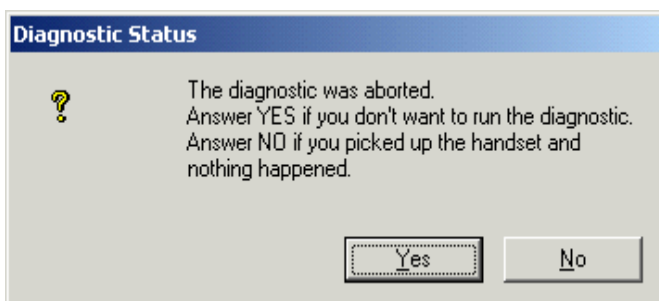 Diagnostic Status
The diagnostic was aborted.
Answer YES if you don't want to run the diagnostic.
Answer NO if you picked up the handset and
nothing happened.
Yes
No